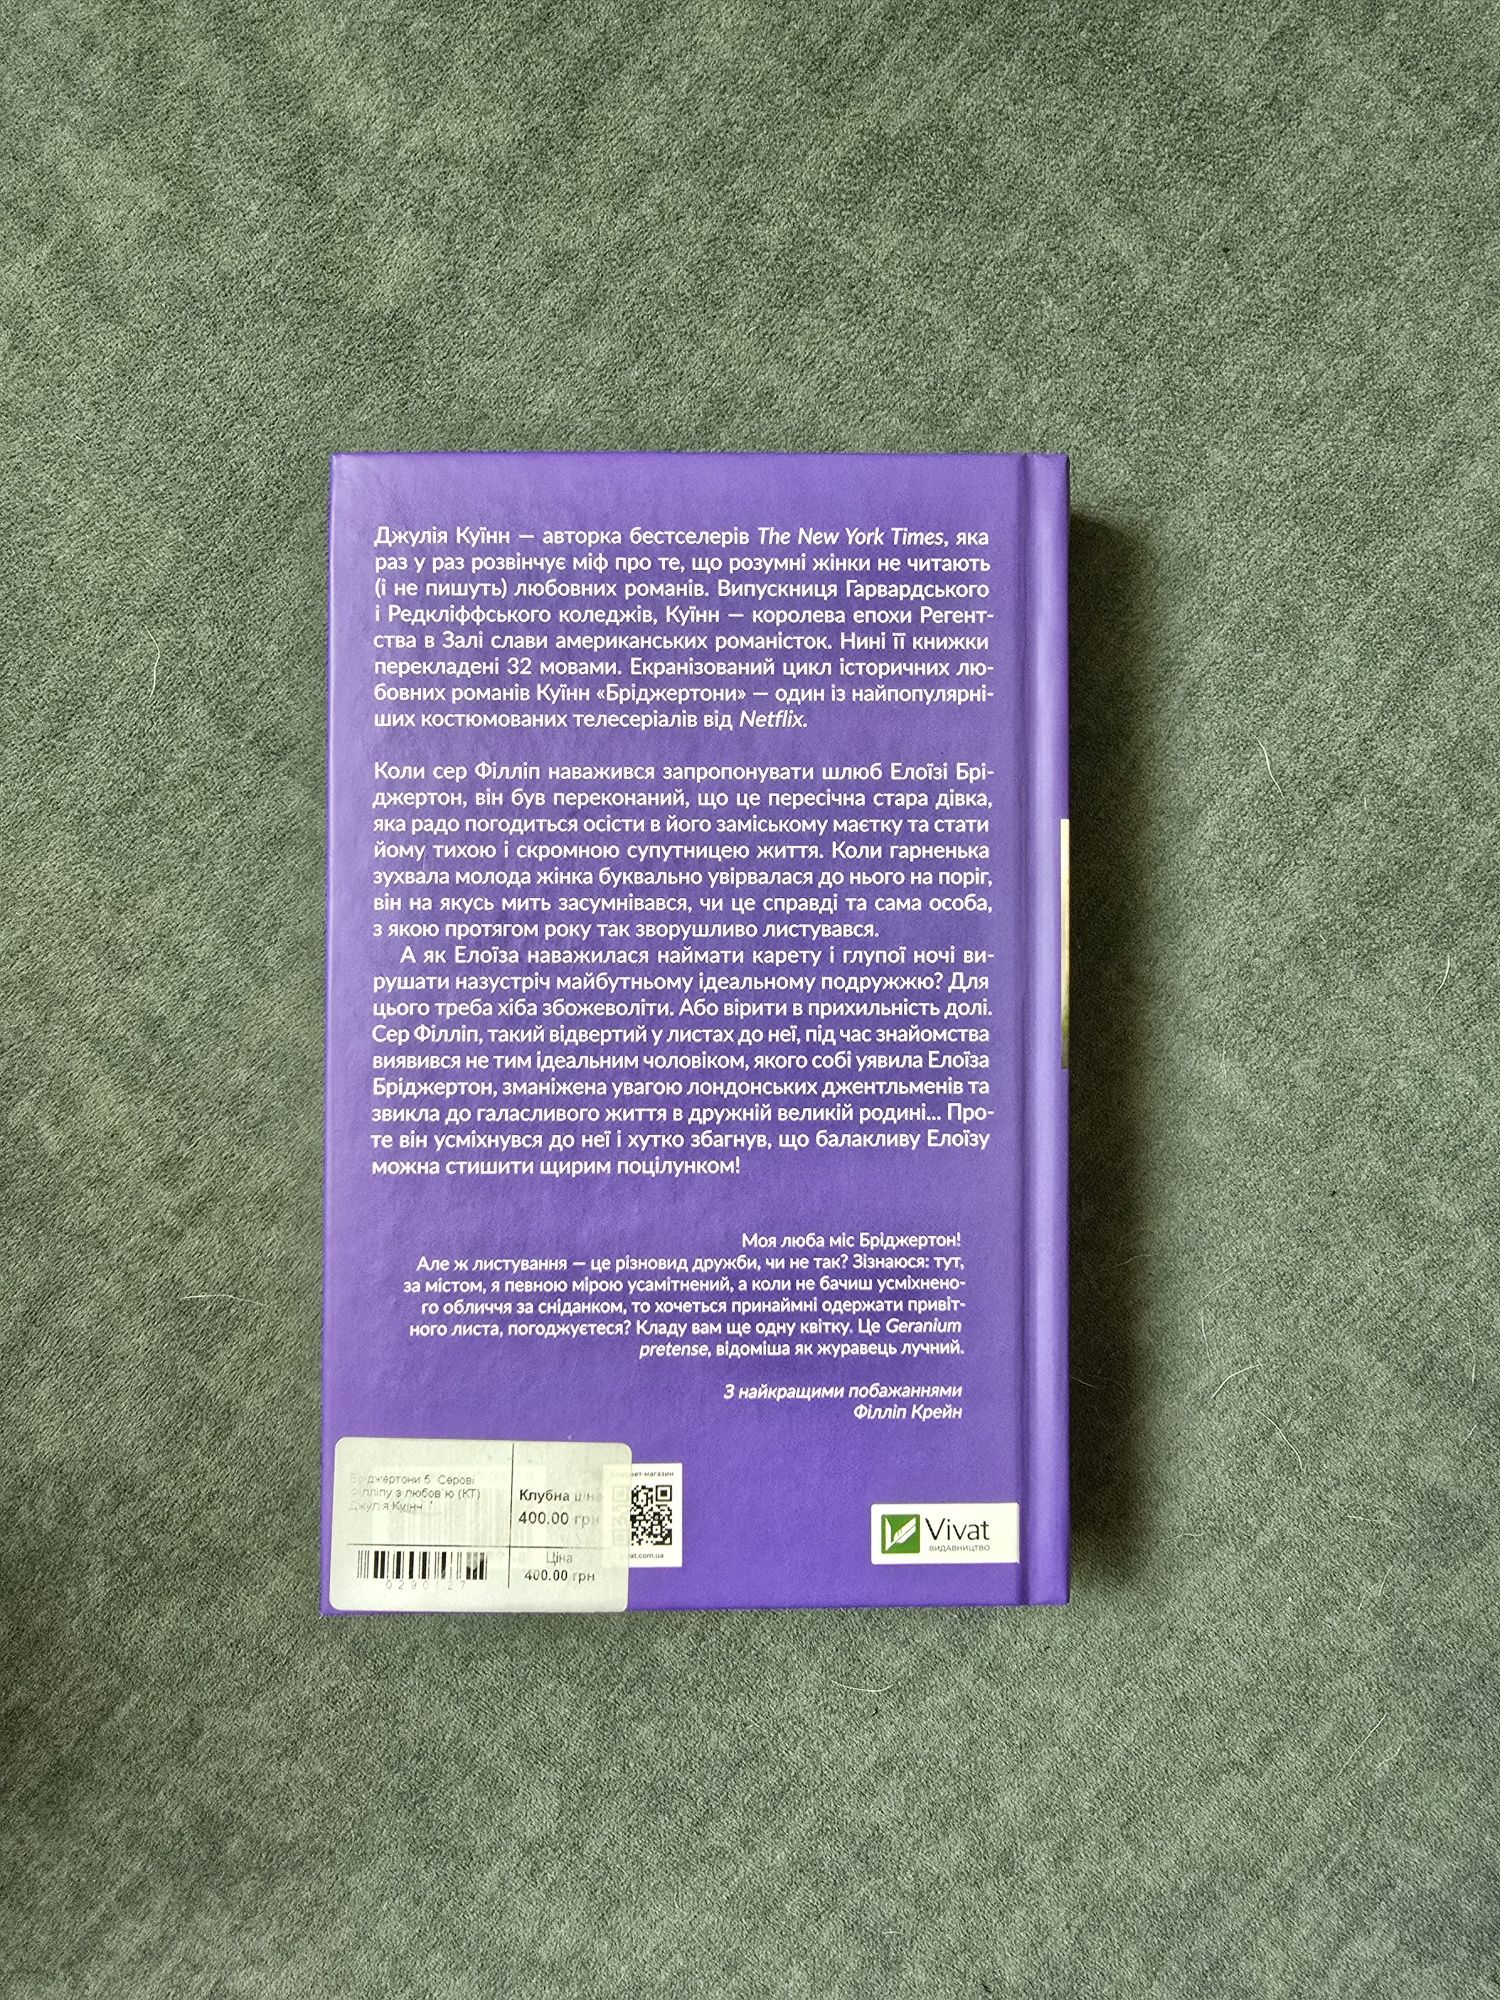 Джулія Куїнн — авторка бестселерів The New York Times, яка
раз у раз розвінчує міф про те, що розумні жінки не читають
(і не пишуть) любовних романів. Випускниця Гарвардського
і Редкліффського коледжів, Куїнн — королева епохи Регент-
ства в Залі слави американських романісток. Нині її книжки
перекладені 32 мовами. Екранізований цикл історичних лю-
бовних романів Куїнн «Бріджертони» — один із найпопулярні-
ших костюмованих телесеріалів від Netflix.
Коли сер Філліп наважився запропонувати шлюб Елоїзі Брі-
джертон, він був переконаний, що це пересічна стара дівка,
яка радо погодиться осісти в його заміському маєтку та стати
йому тихою і скромною супутницею життя. Коли гарненька
зухвала молода жінка буквально увірвалася до нього на поріг,
він на якусь мить засумнівався, чи це справді та сама особа,
з якою протягом року так зворушливо листувався.
А як Елоїза наважилася наймати карету і глупої ночі ви-
рушати назустріч майбутньому ідеальному подружжю? Для
цього треба хіба збожеволіти. Або вірити в прихильність долі.
Сер Філліп, такий відвертий у листах до неї, під час знайомства
виявився не тим ідеальним чоловіком, якого собі уявила Елоїза
Бріджертон, зманіжена увагою лондонських джентльменів та
звикла до галасливого життя в дружній великій родині... Про-
те він усміхнувся до неї і хутко збагнув, що балакливу Елоїзу
можна стишити щирим поцілунком!
Моя люба міс Бріджертон!
Але ж листування — це різновид дружби, чи не так? Зізнаюся: тут,
за містом, я певною мірою усамітнений, а коли не бачиш усміхнено-
го обличчя за сніданком, то хочеться принаймні одержати привіт-
ного листа, погоджуєтеся? Кладу вам ще одну квітку. Це Geranium
pretense, відоміша як журавець лучний.
З найкращими побажаннями
Філліп Крейн
Бріджертони 5. Серові
Філліпу з любов'ю (КТ)
Джулія Куїнн
Клубна ціна
400.00 грн
Ціна
400.00 грн
0290127
Vivat
ВИДАВНИЦТВО